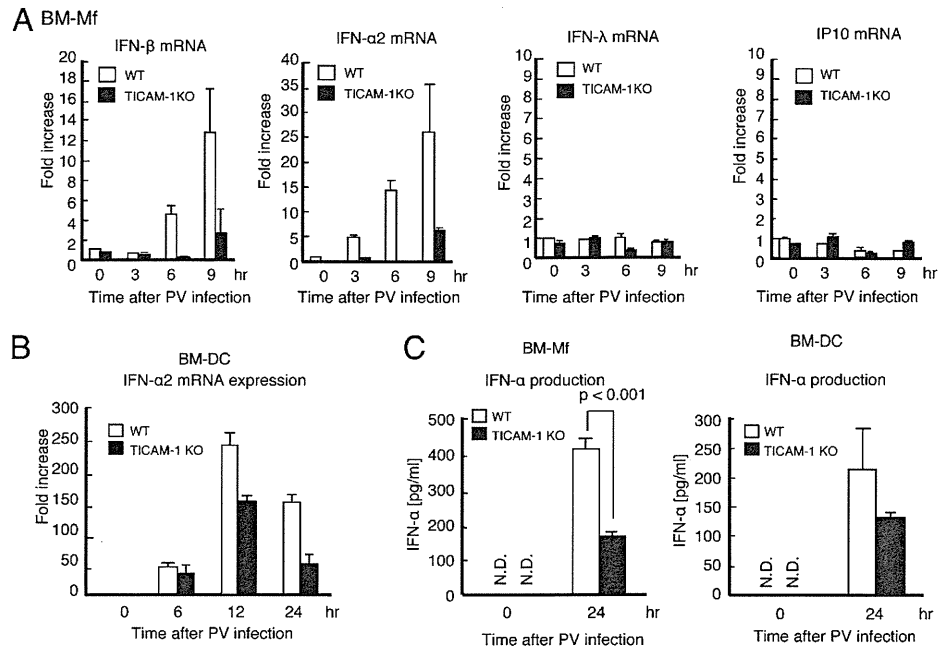 A BM-Mf
IFN-β mRNA
20
18
16
14
12
10
8
6
4
2
0
Fold increase
WT
TICAM-1KO
0 3 6 9 hr
Time after PV infection
IFN-α2 mRNA
40
35
30
25
20
15
10
5
0
Fold increase
WT
TICAM-1KO
0 3 6 9 hr
Time after PV infection
IFN-λ mRNA
10
9
8
7
6
5
4
2
1
0
Fold increase
WT
TICAM-1KO
0 3 6 9 hr
Time after PV infection
IP10 mRNA
10
9
8
7
6
5
4
2
1
0
Fold increase
WT
TICAM-1KO
0 3 6 9 hr
Time after PV infection
B
BM-DC
IFN-α2 mRNA expression
300
250
200
150
100
50
0
Fold increase
WT
TICAM-1 KO
0 6 12 24 hr
Time after PV infection
C
BM-Mf
IFN-α production
p < 0.001
500
400
300
200
100
0
IFN-α [pg/ml]
WT
TICAM-1 KO
N.D. N.D.
0 24 hr
Time after PV infection
BM-DC
IFN-α production
300
250
200
150
100
50
0
IFN-α [pg/ml]
WT
TICAM-1 KO
N.D. N.D.
0 24 hr
Time after PV infection